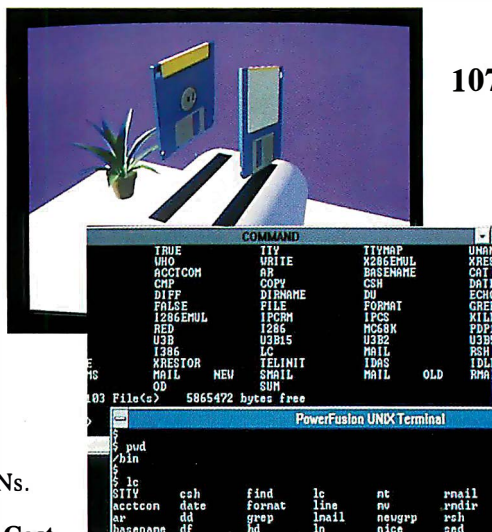 107
COMMAND
TRUE TTY TTYMAP
WHO WRITE X286EMUL
ACCTCOM AR BASENAME CAT
CMP COPY CSH
DIFF DIRNAME DU
FALSE FILE FORMAT
I286EMUL IPCRM IPCS
RED I286 MC68K
U3B U3B15 U3B2
I386 LC MAIL
XRESTOR TELINIT IDAS
MAIL NEW SMAIL MAIL OLD
OD SUM
103 File(s) 5865472 bytes free
PowerFusion UNIX Terminal
$
$ pwd
/bin
$
$ lc
csh find lc mt rmail
acctcom date format line mv rmdir
ar dd grep lmail newgrp rsh
basename df hd ln nice sed
Ns.
Cost